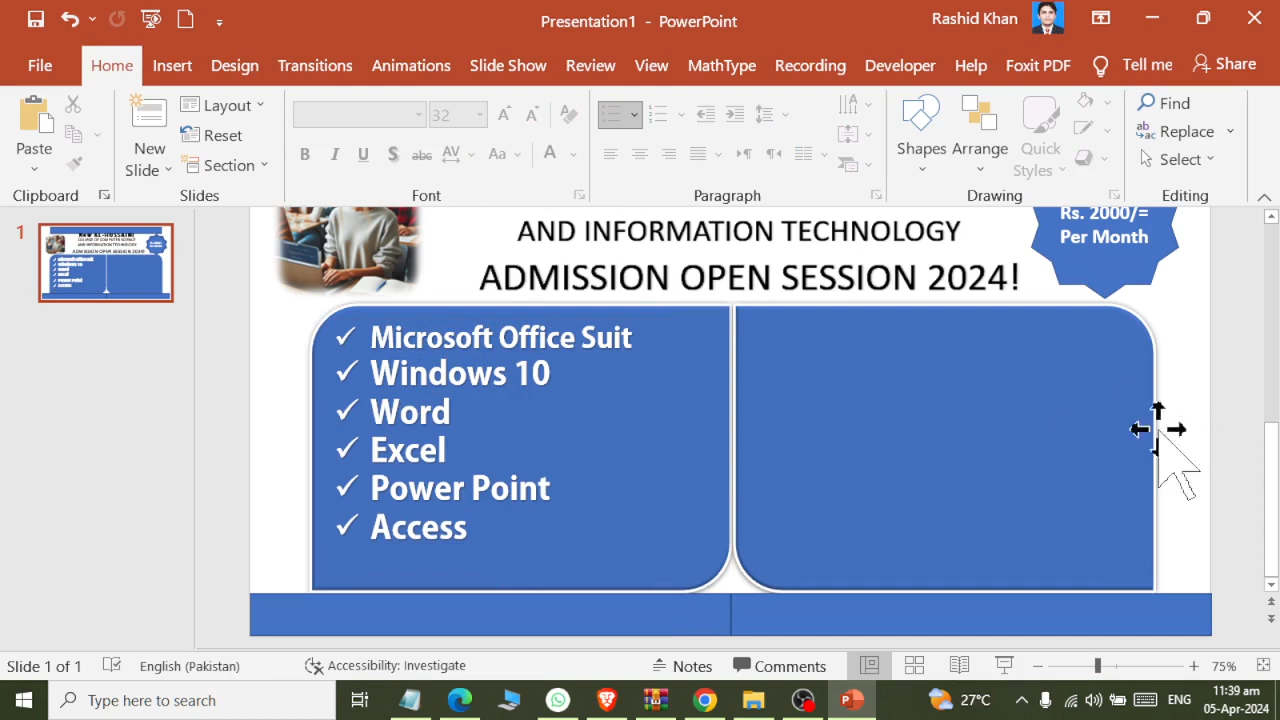 Presentation1 - PowerPoint
Rashid Khan
File Home Insert Design Transitions Animations Slide Show Review View MathType Recording Developer Help Foxit PDF Tell me Share
Paste
New
Slide
Layout
Reset
Section
32
Shapes
Arrange
Quick
Styles
Find
Replace
Select
Clipboard Slides Font Paragraph Drawing Editing
1
Rs. 2000/=
Per Month
AND INFORMATION TECHNOLOGY
ADMISSION OPEN SESSION 2024!
✓ Microsoft Office Suit
✓ Windows 10
✓ Word
✓ Excel
✓ Power Point
✓ Access
Slide 1 of 1 English (Pakistan) Accessibility: Investigate Notes Comments 75%
Type here to search 27°C ENG 11:39 am
05-Apr-2024